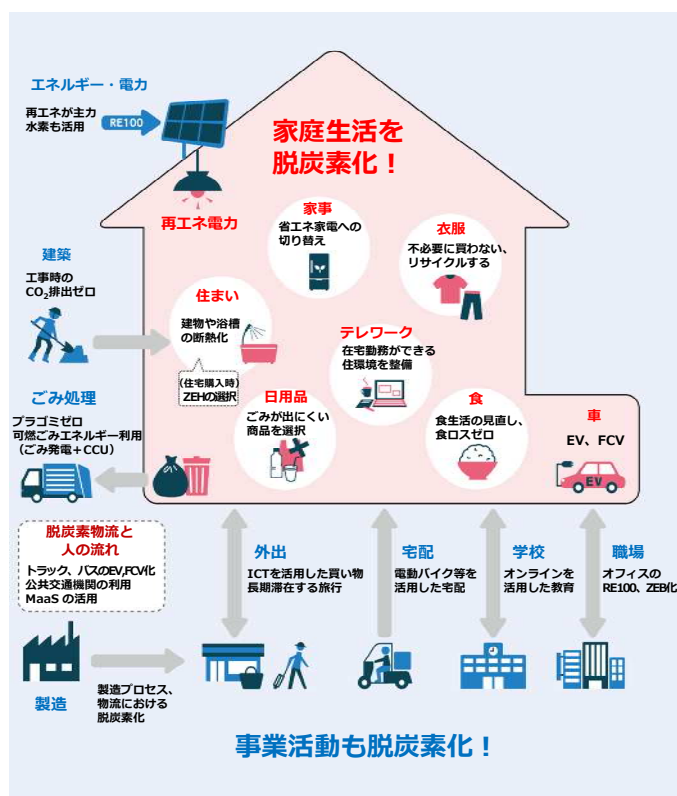 エネルギー・電力
再エネが主力
水素も活用
RE100
家庭生活を
脱炭素化！
再エネ電力
家事
省エネ家電への
切り替え
衣服
不必要に買わない、
リサイクルする
建築
工事時の
CO₂排出ゼロ
住まい
建物や浴槽
の断熱化
（住宅購入時）
ZEHの選択
テレワーク
在宅勤務ができる
住環境を整備
ごみ処理
プラゴミゼロ
可燃ごみエネルギー利用
（ごみ発電＋CCU）
日用品
ごみが出にくい
商品を選択
食
食生活の見直し、
食ロスゼロ
車
EV、FCV
EV
脱炭素物流と
人の流れ
トラック、バスのEV,FCV化
公共交通機関の利用
MaaS の活用
外出
ICTを活用した買い物
長期滞在する旅行
宅配
電動バイク等を
活用した宅配
学校
オンラインを
活用した教育
職場
オフィスの
RE100、ZEB化
製造
製造プロセス、
物流における
脱炭素化
事業活動も脱炭素化！